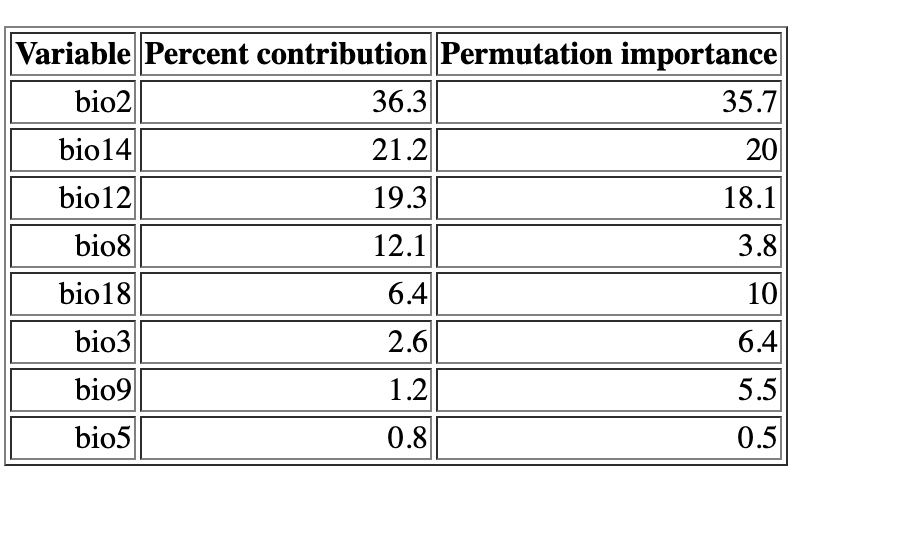 Variable Percent contribution Permutation importance
bio2 36.3 35.7
bio14 21.2 20
bio12 19.3 18.1
bio8 12.1 3.8
bio18 6.4 10
bio3 2.6 6.4
bio9 1.2 5.5
bio5 0.8 0.5